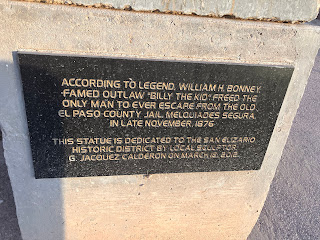 ACCORDING TO LEGEND, WILLIAM H. BONNEY,
FAMED OUTLAW "BILLY THE KID" FREED THE
ONLY MAN TO EVER ESCAPE FROM THE OLD
EL PASO COUNTY JAIL, MELQUIADES SEGURA,
IN LATE NOVEMBER, 1876.
THIS STATUE IS DEDICATED TO THE SAN ELIZARIO
HISTORIC DISTRICT BY LOCAL SCULPTOR
G. JACQUEZ CALDERON ON MARCH 18, 2012.